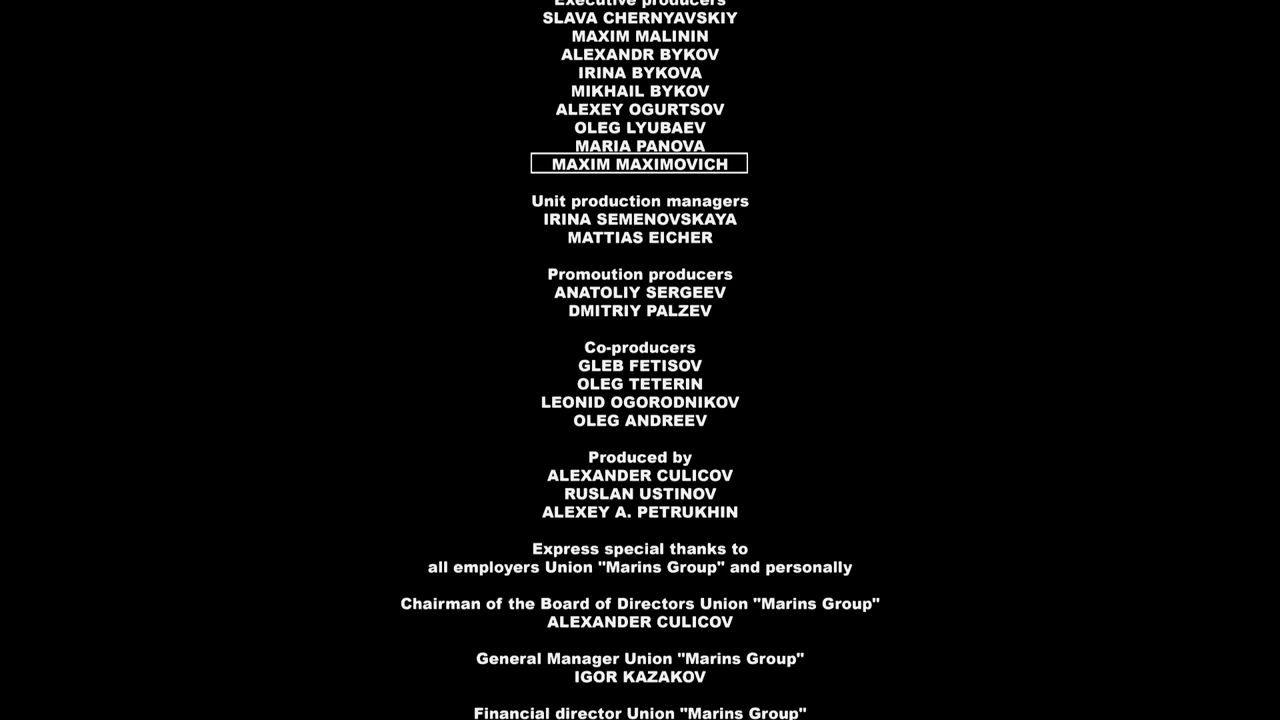 Executive producers
SLAVA CHERNYAVSKIY
MAXIM MALININ
ALEXANDR BYKOV
IRINA BYKOVA
MIKHAIL BYKOV
ALEXEY OGURTSOV
OLEG LYUBAEV
MARIA PANOVA
MAXIM MAXIMOVICH
Unit production managers
IRINA SEMENOVSKAYA
MATTIAS EICHER
Promoution producers
ANATOLIY SERGEEV
DMITRIY PALZEV
Co-producers
GLEB FETISOV
OLEG TETERIN
LEONID OGORODNIKOV
OLEG ANDREEV
Produced by
ALEXANDER CULICOV
RUSLAN USTINOV
ALEXEY A. PETRUKHIN
Express special thanks to
all employers Union "Marins Group" and personally
Chairman of the Board of Directors Union "Marins Group"
ALEXANDER CULICOV
General Manager Union "Marins Group"
IGOR KAZAKOV
Financial director Union "Marins Group"